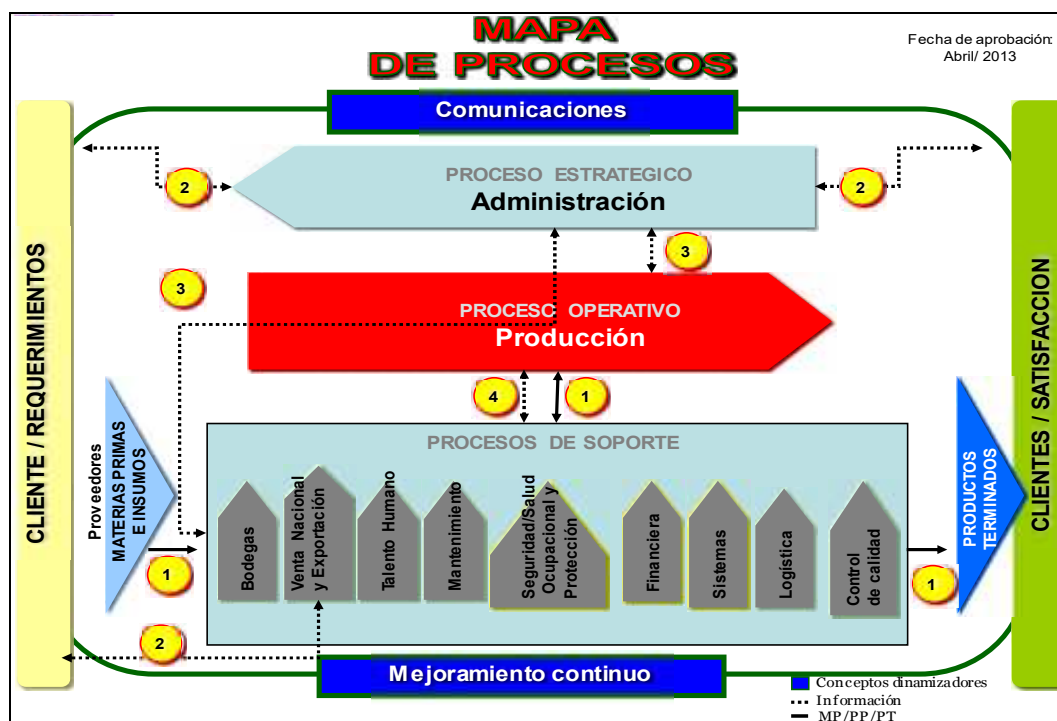 MAPA
DE PROCESOS
Fecha de aprobación:
Abril/ 2013
Comunicaciones
PROCESO ESTRATEGICO
Administración
2
2
3
3
PROCESO OPERATIVO
Producción
4
1
CLIENTE / REQUERIMIENTOS
Proveedores
MATERIAS PRIMAS
E INSUMOS
1
2
PROCESOS DE SOPORTE
Bodegas
Venta Nacional
y Exportación
Talento Humano
Mantenimiento
Seguridad/Salud
Ocupacional y
Protección
Financiera
Sistemas
Logística
Control
de calidad
1
PRODUCTOS
TERMINADOS
CLIENTES / SATISFACCION
Mejoramiento continuo
Conceptos dinamizadores
Información
MP/PP/PT